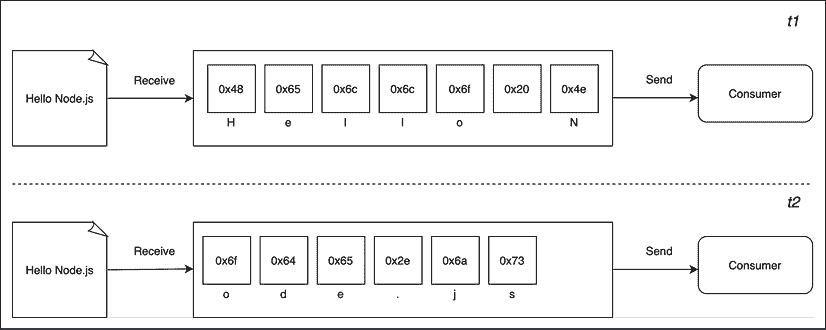 t1
Hello Node.js
Receive
0x48 0x65 0x6c 0x6c 0x6f 0x20 0x4e
H e l l o N
Send
Consumer
t2
Hello Node.js
Receive
0x6f 0x64 0x65 0x2e 0x6a 0x73
o d e . j s
Send
Consumer